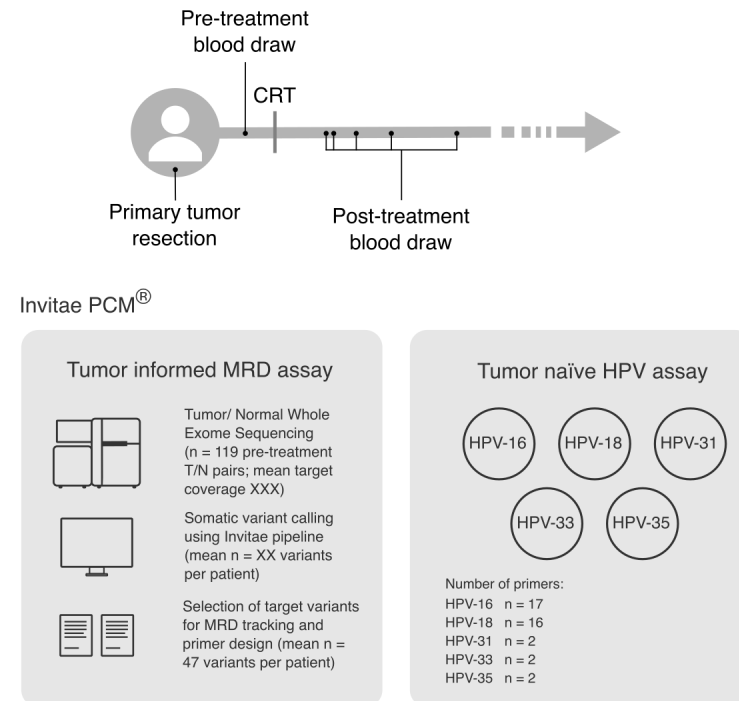 Pre-treatment
blood draw
CRT
Primary tumor
resection
Post-treatment
blood draw
Invitae PCM®
Tumor informed MRD assay
Tumor/ Normal Whole
Exome Sequencing
(n = 119 pre-treatment
T/N pairs; mean target
coverage XXX)
Somatic variant calling
using Invitae pipeline
(mean n = XX variants
per patient)
Selection of target variants
for MRD tracking and
primer design (mean n =
47 variants per patient)
Tumor naïve HPV assay
HPV-16
HPV-18
HPV-31
HPV-33
HPV-35
Number of primers:
HPV-16 n = 17
HPV-18 n = 16
HPV-31 n = 2
HPV-33 n = 2
HPV-35 n = 2